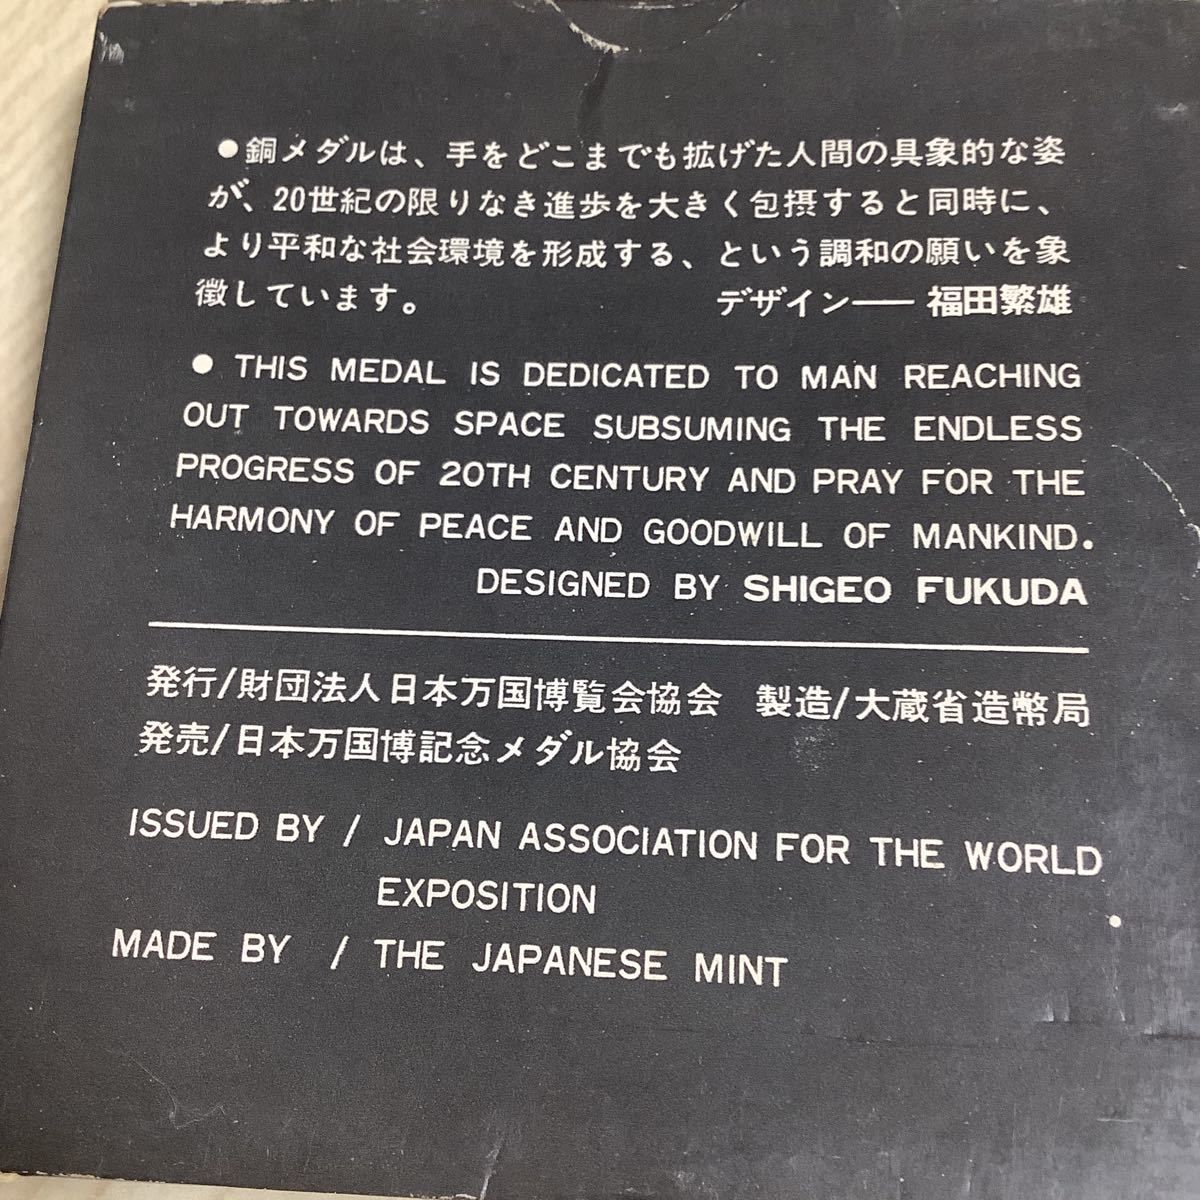 ●銅メダルは、手をどこまでも拡げた人間の具象的な姿
が、20世紀の限りなき進歩を大きく包摂すると同時に、
より平和な社会環境を形成する、という調和の願いを象
徴しています。 デザイン―福田繁雄
● THIS MEDAL IS DEDICATED TO MAN REACHING
OUT TOWARDS SPACE SUBSUMING THE ENDLESS
PROGRESS OF 20TH CENTURY AND PRAY FOR THE
HARMONY OF PEACE AND GOODWILL OF MANKIND.
DESIGNED BY SHIGEO FUKUDA
発行/財団法人日本万国博覧会協会 製造/大蔵省造幣局
発売/日本万国博記念メダル協会
ISSUED BY / JAPAN ASSOCIATION FOR THE WORLD
EXPOSITION
MADE BY / THE JAPANESE MINT